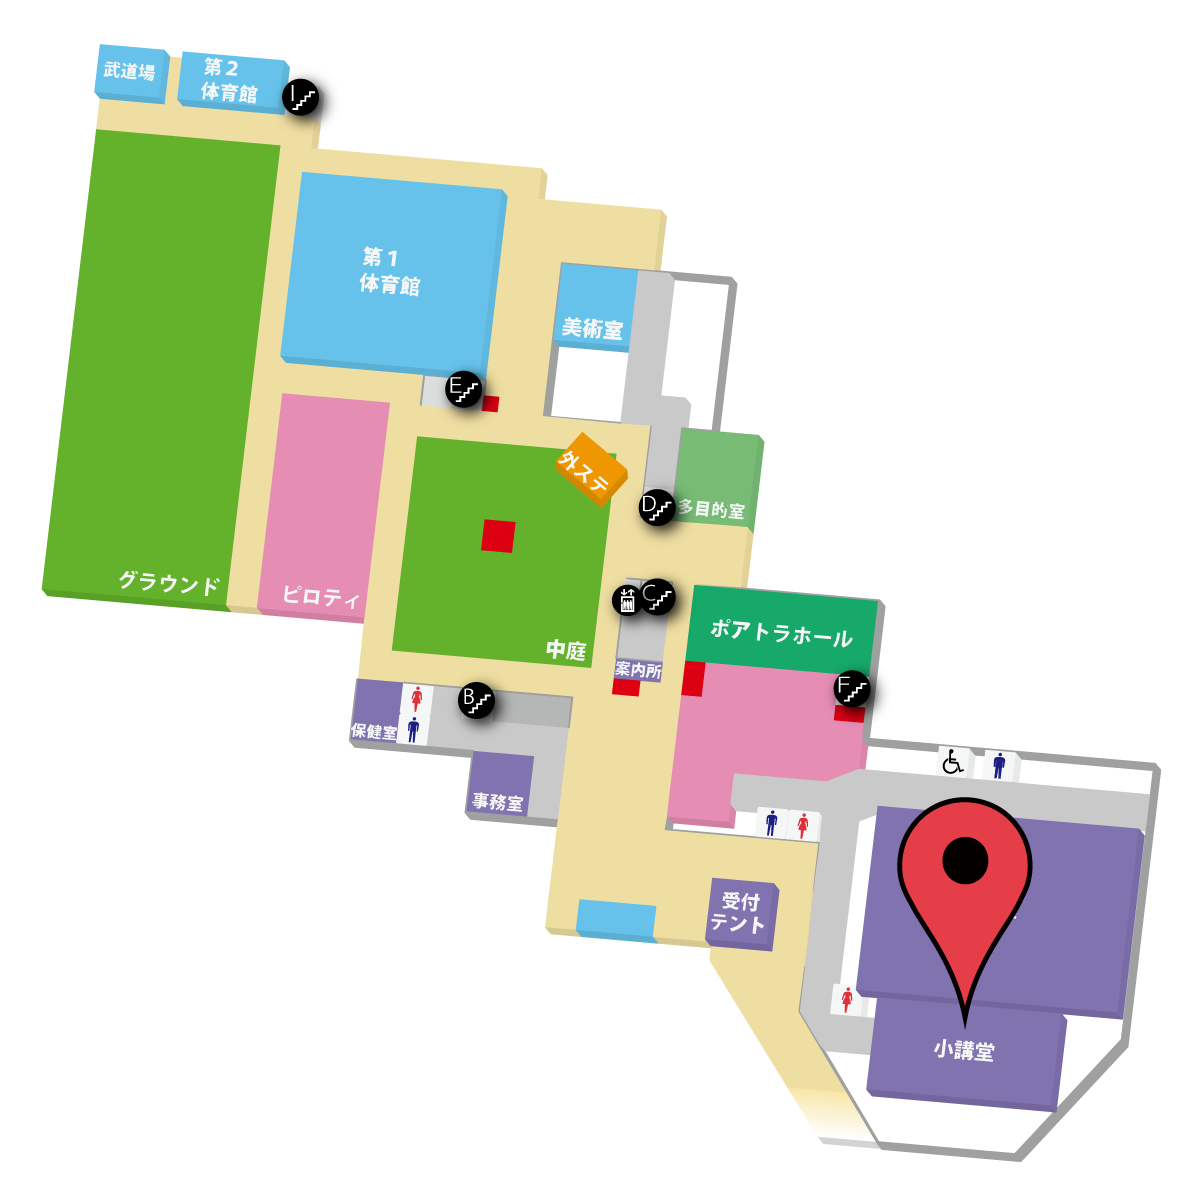 武道場
第2
体育館
I
第1
体育館
美術室
E
外ステ
D
多目的室
グラウンド
ピロティ
C
中庭
ポアトラホール
案内所
F
B
保健室
事務室
受付
テント
小講堂